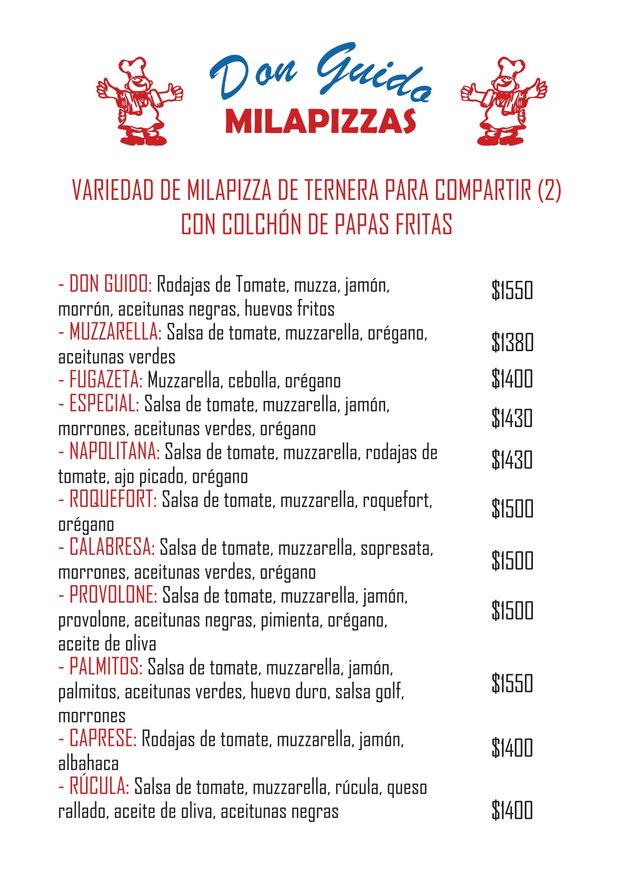 Don Guido
MILAPIZZAS
VARIEDAD DE MILAPIZZA DE TERNERA PARA COMPARTIR (2)
CON COLCHÓN DE PAPAS FRITAS
- DON GUIDO: Rodajas de Tomate, muzza, jamón,
morrón, aceitunas negras, huevos fritos
$1550
- MUZZARELLA: Salsa de tomate, muzzarella, orégano,
aceitunas verdes
$1380
- FUGAZETA: Muzzarella, cebolla, orégano
$1400
- ESPECIAL: Salsa de tomate, muzzarella, jamón,
morrones, aceitunas verdes, orégano
$1430
- NAPOLITANA: Salsa de tomate, muzzarella, rodajas de
tomate, ajo picado, orégano
$1430
- ROQUEFORT: Salsa de tomate, muzzarella, roquefort,
orégano
$1500
- CALABRESA: Salsa de tomate, muzzarella, sopresata,
morrones, aceitunas verdes, orégano
$1500
- PROVOLONE: Salsa de tomate, muzzarella, jamón,
provolone, aceitunas negras, pimienta, orégano,
aceite de oliva
$1500
- PALMITOS: Salsa de tomate, muzzarella, jamón,
palmitos, aceitunas verdes, huevo duro, salsa golf,
morrones
$1550
- CAPRESE: Rodajas de tomate, muzzarella, jamón,
albahaca
$1400
- RÚCULA: Salsa de tomate, muzzarella, rúcula, queso
rallado, aceite de oliva, aceitunas negras
$1400